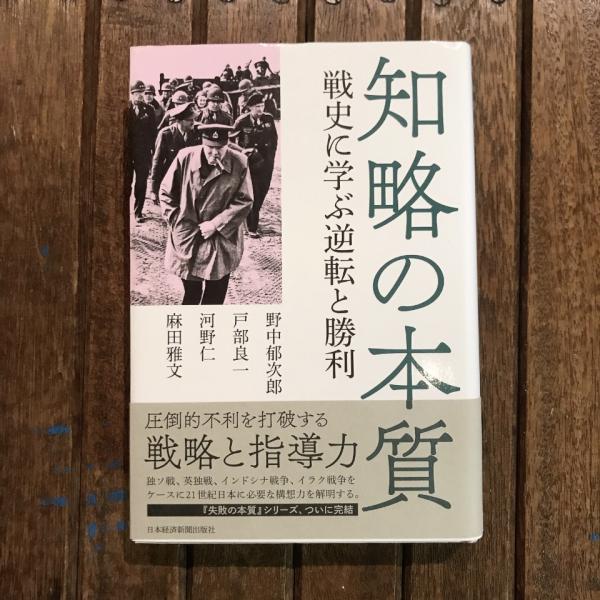 知略の本質
戦史に学ぶ逆転と勝利
野中郁次郎
戸部良一
河野仁
麻田雅文
圧倒的不利を打破する
戦略と指導力
独ソ戦、英独戦、インドシナ戦争、イラク戦争を
ケースに21世紀日本に必要な構想力を解明する。
『失敗の本質』シリーズ、ついに完結
日本経済新聞出版社